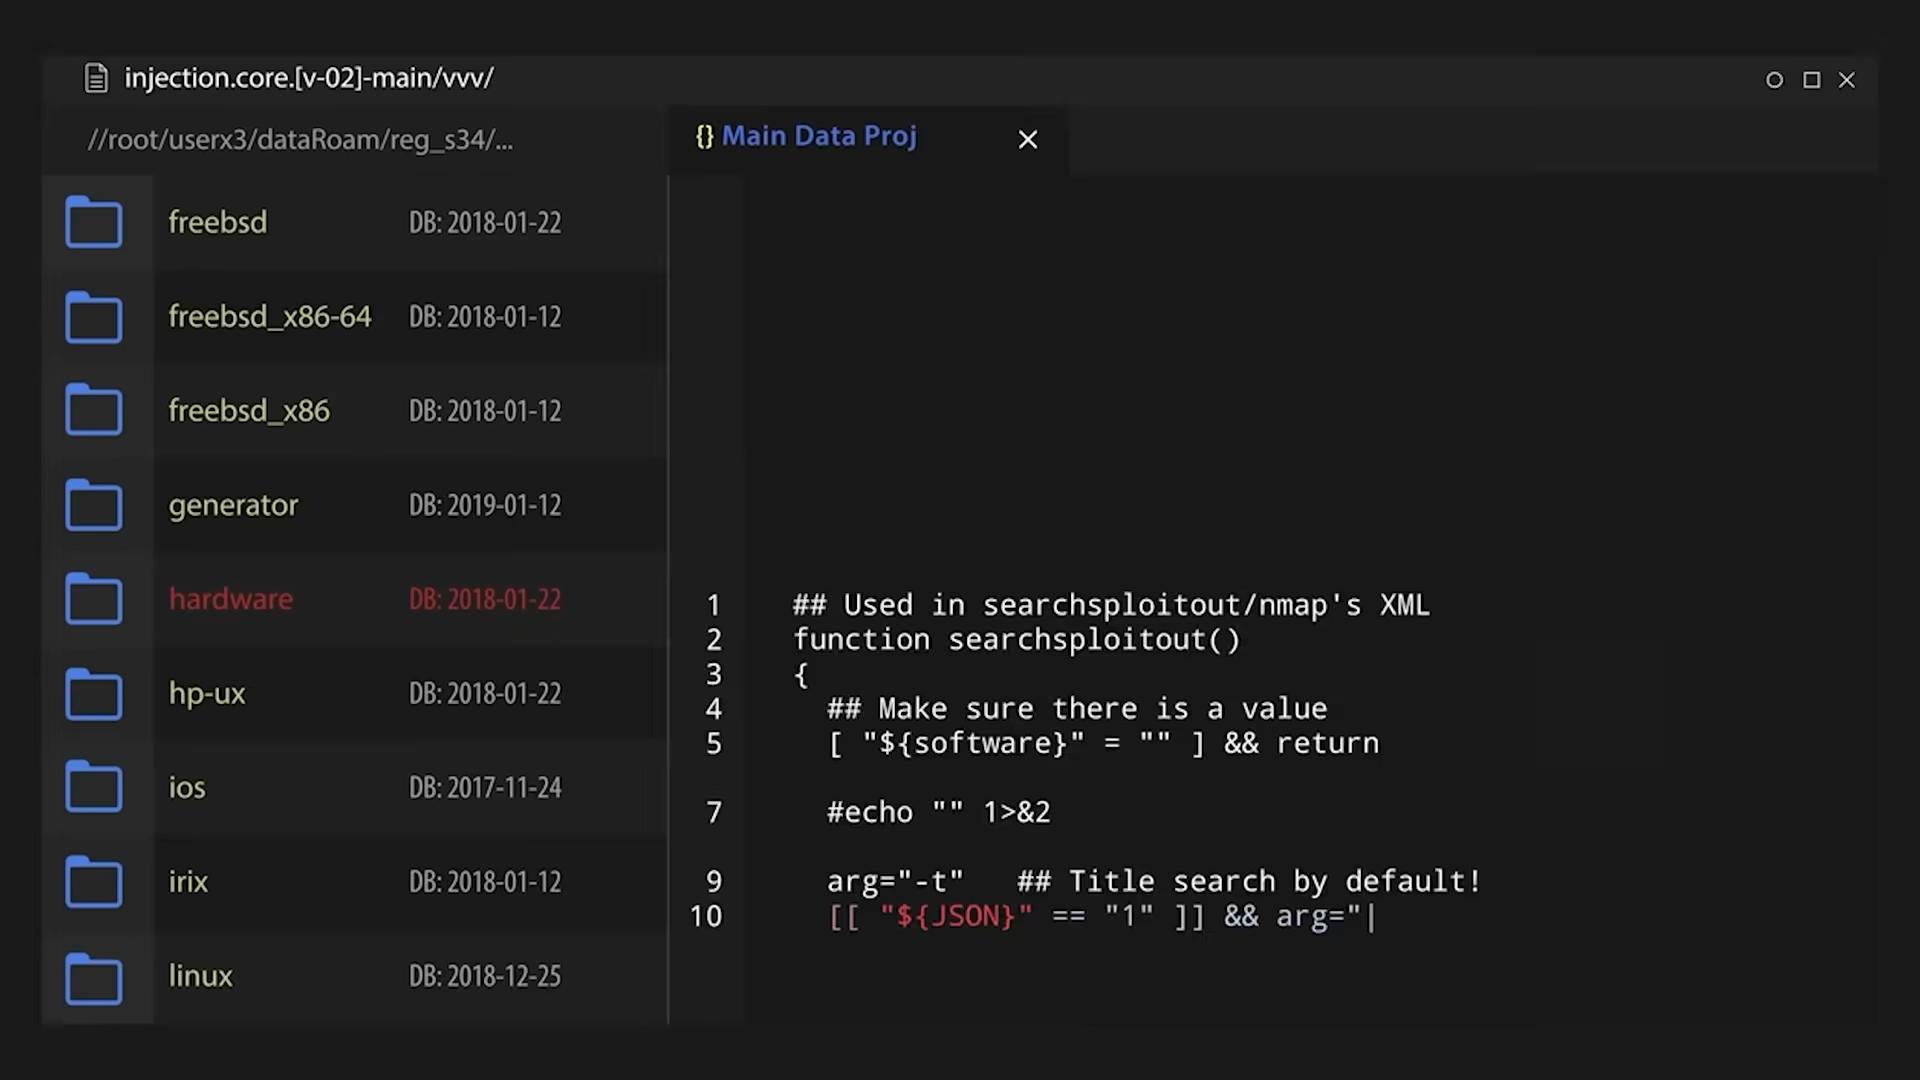 injection.core.[v-02]-main/vvv/
//root/userx3/dataRoam/reg_s34/...
{} Main Data Proj
freebsd DB: 2018-01-22
freebsd_x86-64 DB: 2018-01-12
freebsd_x86 DB: 2018-01-12
generator DB: 2019-01-12
hardware DB: 2018-01-22
hp-ux DB: 2018-01-22
ios DB: 2017-11-24
irix DB: 2018-01-12
linux DB: 2018-12-25
1 ## Used in searchsploitout/nmap's XML
2 function searchsploitout()
3 {
4 ## Make sure there is a value
5 [ "${software}" = "" ] && return
7 #echo "" 1>&2
9 arg="-t" ## Title search by default!
10 [[ "${JSON}" == "1" ]] && arg="|